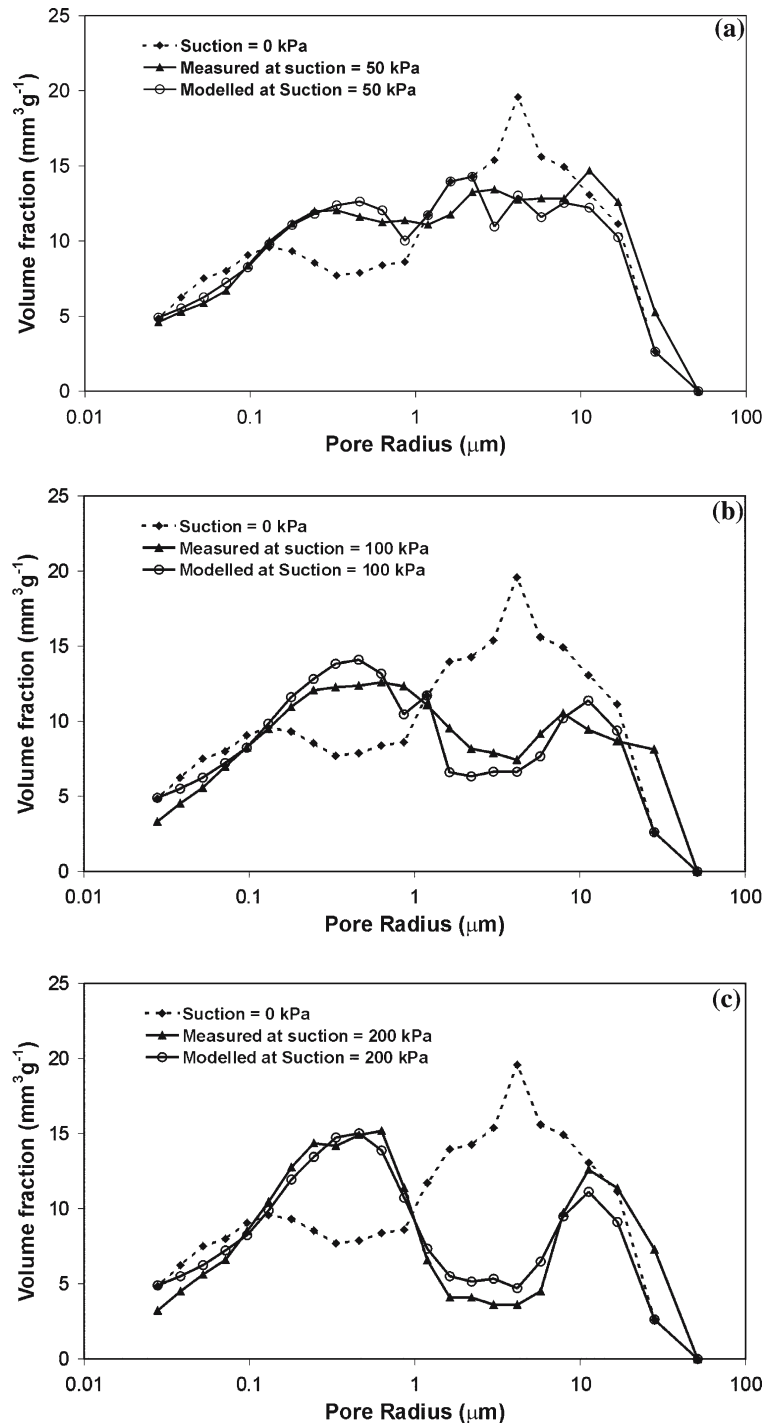 (a)
Suction = 0 kPa
Measured at suction = 50 kPa
Modelled at Suction = 50 kPa
Volume fraction (mm³g⁻¹)
25
20
15
10
5
0
0.01 0.1 1 10 100
Pore Radius (μm)
(b)
Suction = 0 kPa
Measured at suction = 100 kPa
Modelled at Suction = 100 kPa
Volume fraction (mm³g⁻¹)
25
20
15
10
5
0
0.01 0.1 1 10 100
Pore Radius (μm)
(c)
Suction = 0 kPa
Measured at suction = 200 kPa
Modelled at Suction = 200 kPa
Volume fraction (mm³g⁻¹)
25
20
15
10
5
0
0.01 0.1 1 10 100
Pore Radius (μm)